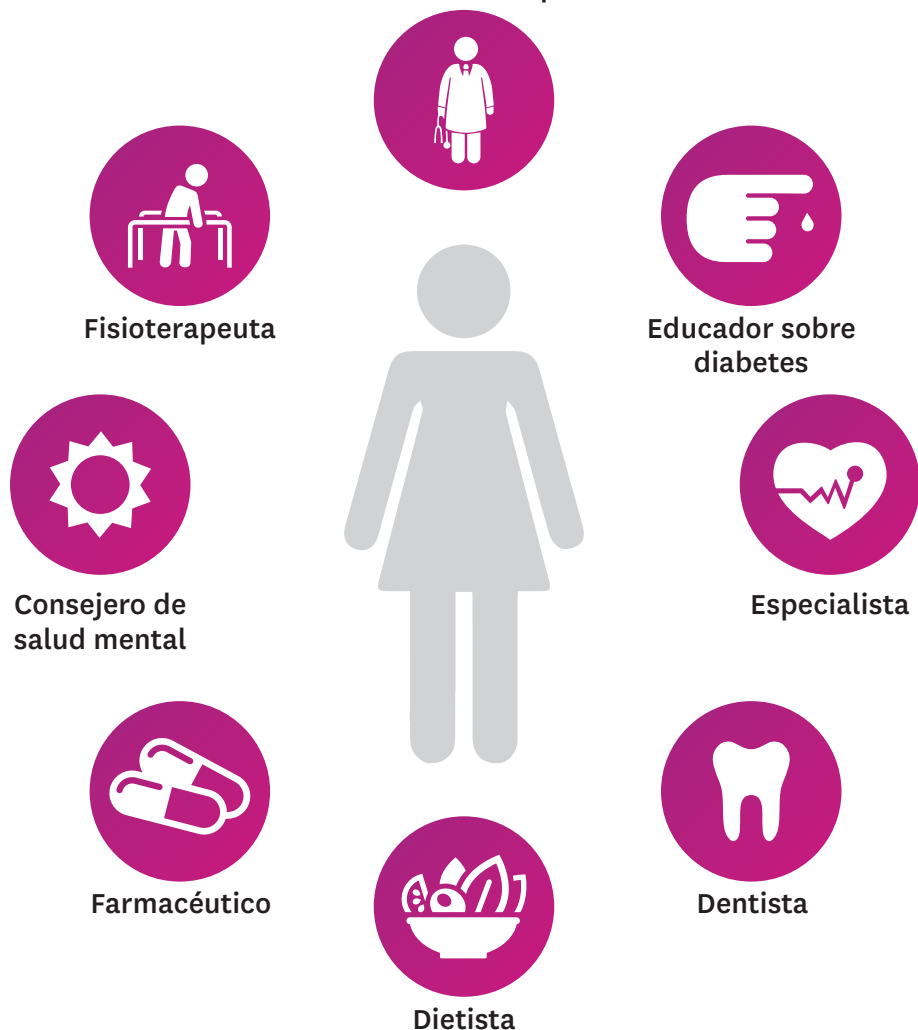 Fisioterapeuta
Educador sobre
diabetes
Consejero de
salud mental
Especialista
Farmacéutico
Dentista
Dietista